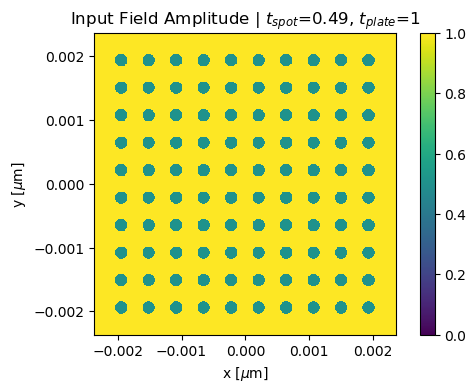 Input Field Amplitude | t_spot=0.49, t_plate=1
0.002
0.001
0.000
−0.001
−0.002
y [μm]
−0.002 −0.001 0.000 0.001 0.002
x [μm]
1.0
0.8
0.6
0.4
0.2
0.0